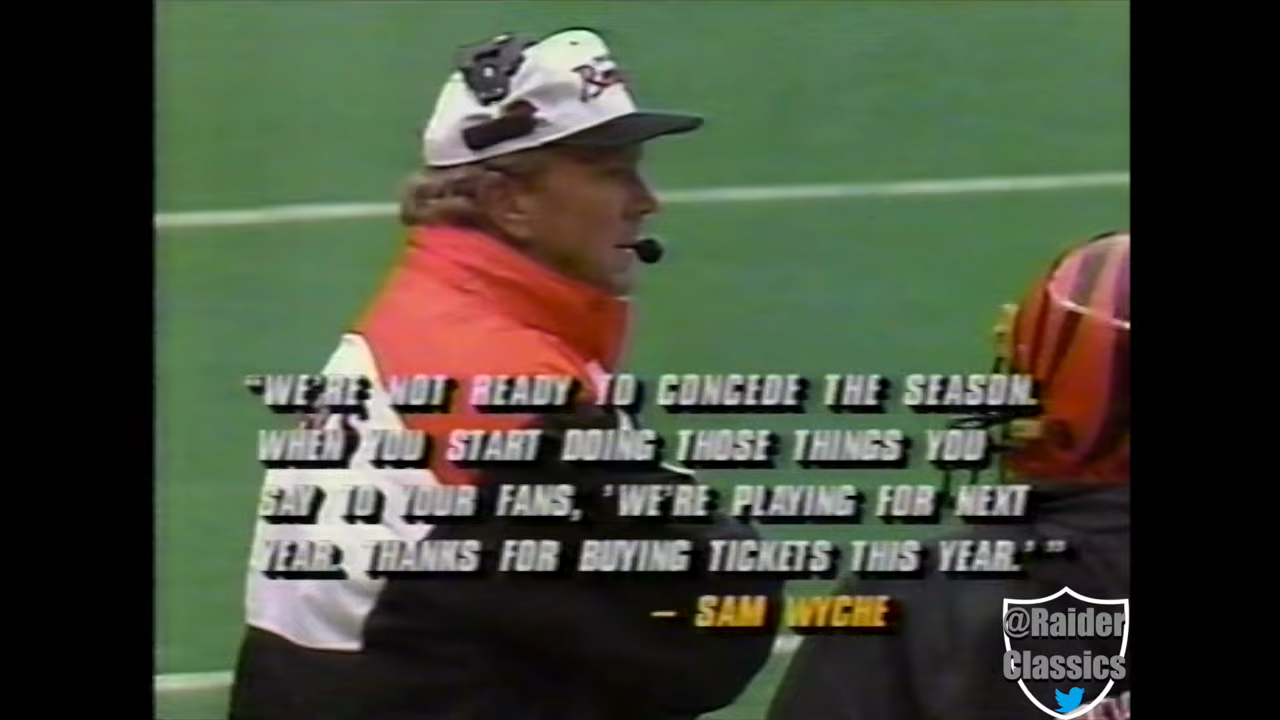 "WE'RE NOT READY TO CONCEDE THE SEASON.
WHEN YOU START DOING THOSE THINGS YOU
SAY TO YOUR FANS, 'WE'RE PLAYING FOR NEXT
YEAR. THANKS FOR BUYING TICKETS THIS YEAR.'"
- SAM WYCHE
@Raider
Classics